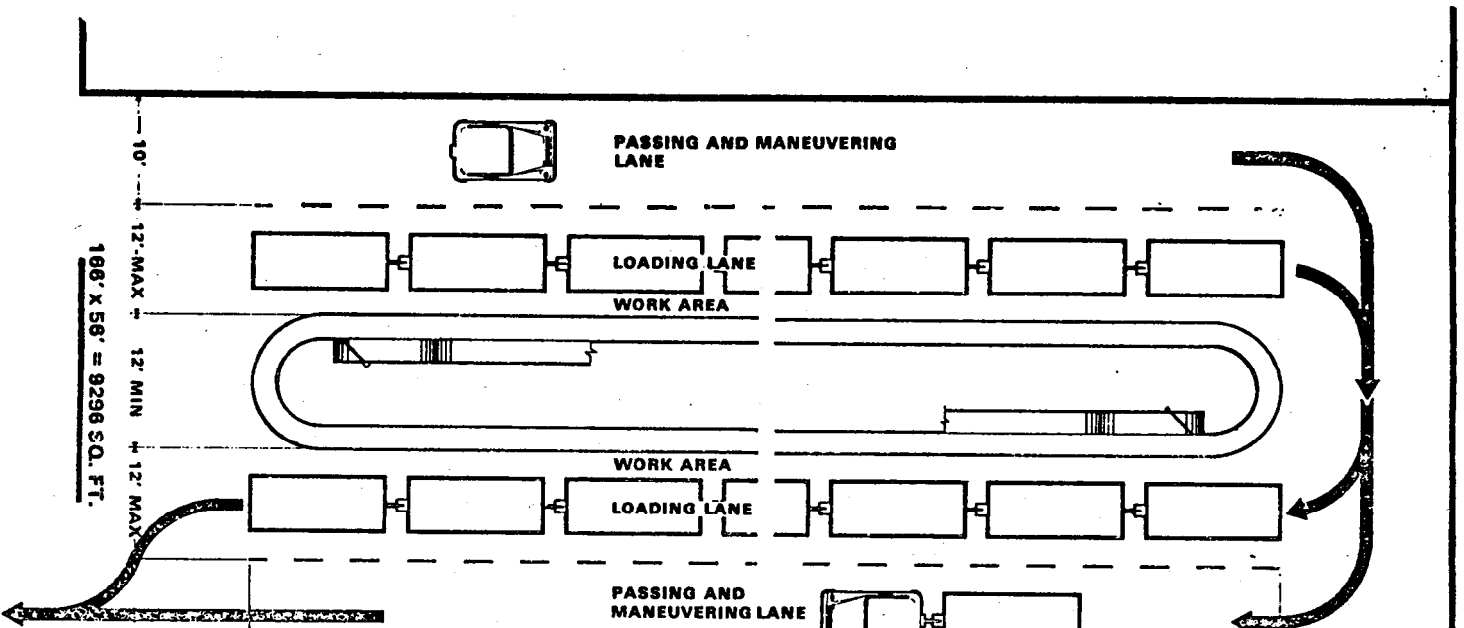 PASSING AND MANEUVERING
LANE
10'
12' MAX
LOADING LANE
WORK AREA
166' x 56' = 9296 SQ. FT.
12' MIN
WORK AREA
12' MAX
LOADING LANE
PASSING AND
MANEUVERING LANE